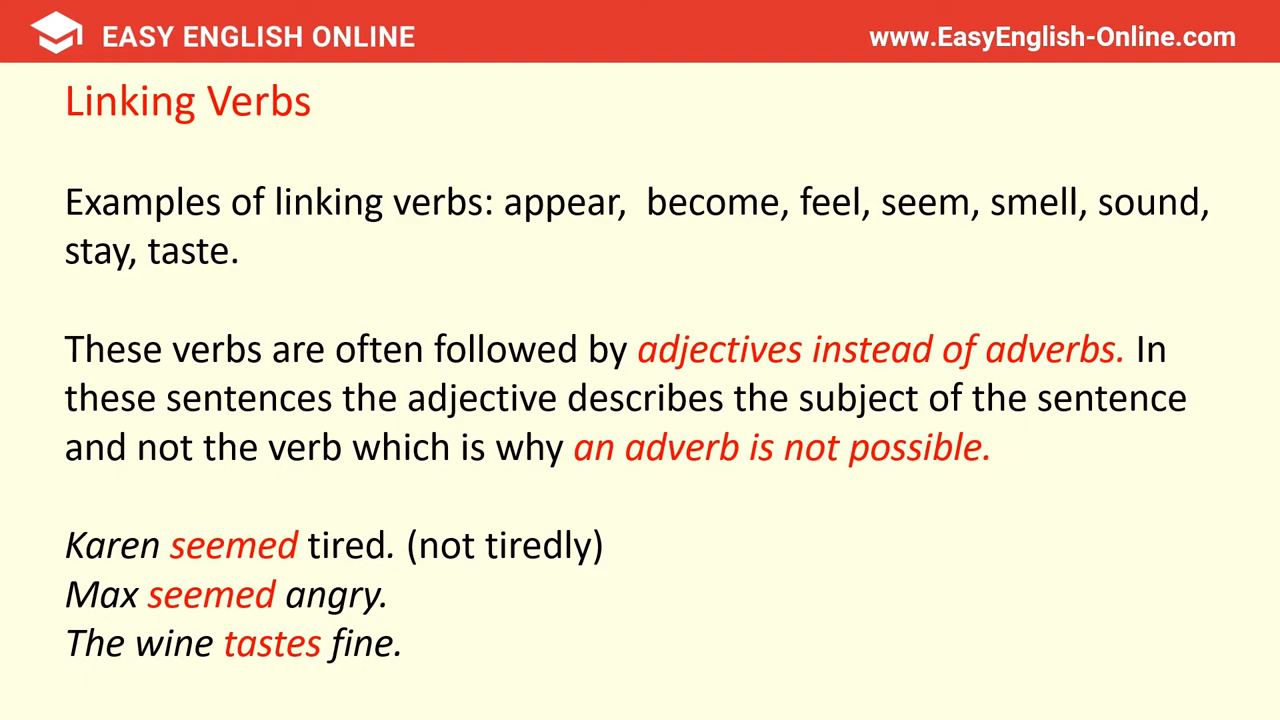 EASY ENGLISH ONLINE
www.EasyEnglish-Online.com
Linking Verbs
Examples of linking verbs: appear, become, feel, seem, smell, sound,
stay, taste.
These verbs are often followed by adjectives instead of adverbs. In
these sentences the adjective describes the subject of the sentence
and not the verb which is why an adverb is not possible.
Karen seemed tired. (not tiredly)
Max seemed angry.
The wine tastes fine.